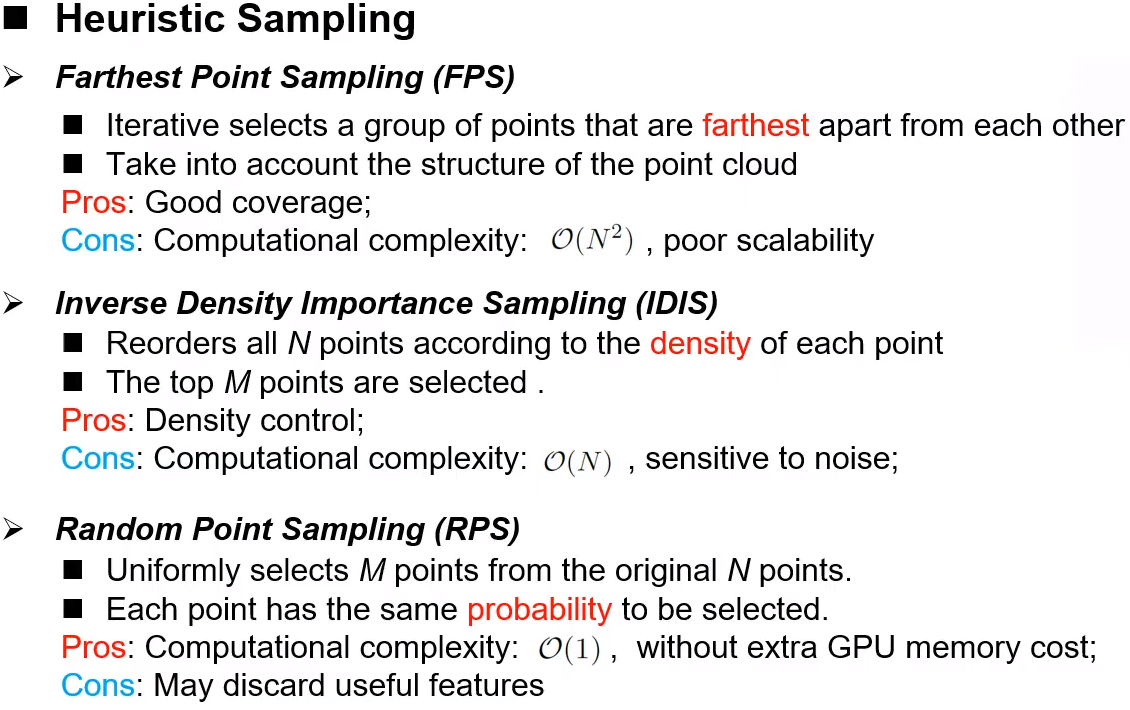 ■ Heuristic Sampling
➢ Farthest Point Sampling (FPS)
■ Iterative selects a group of points that are farthest apart from each other
■ Take into account the structure of the point cloud
Pros: Good coverage;
Cons: Computational complexity: 𝒪(N²) , poor scalability
➢ Inverse Density Importance Sampling (IDIS)
■ Reorders all N points according to the density of each point
■ The top M points are selected .
Pros: Density control;
Cons: Computational complexity: 𝒪(N) , sensitive to noise;
➢ Random Point Sampling (RPS)
■ Uniformly selects M points from the original N points.
■ Each point has the same probability to be selected.
Pros: Computational complexity: 𝒪(1) , without extra GPU memory cost;
Cons: May discard useful features